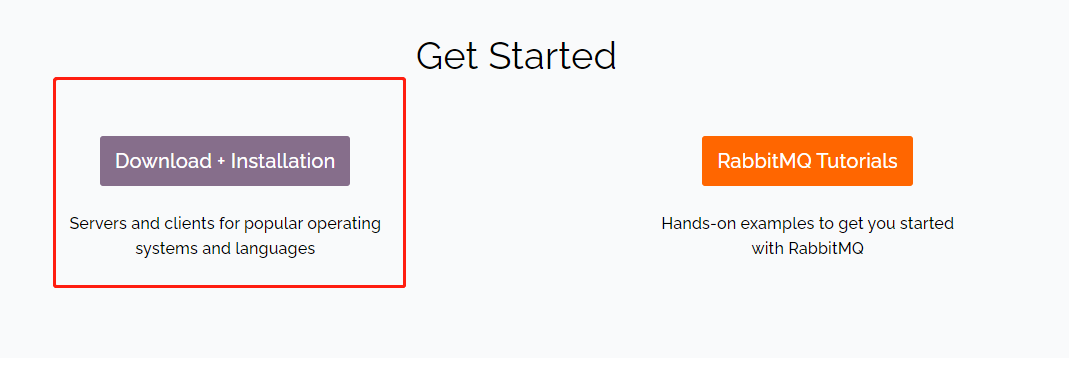 Get Started
Download + Installation
Servers and clients for popular operating
systems and languages
RabbitMQ Tutorials
Hands-on examples to get you started
with RabbitMQ